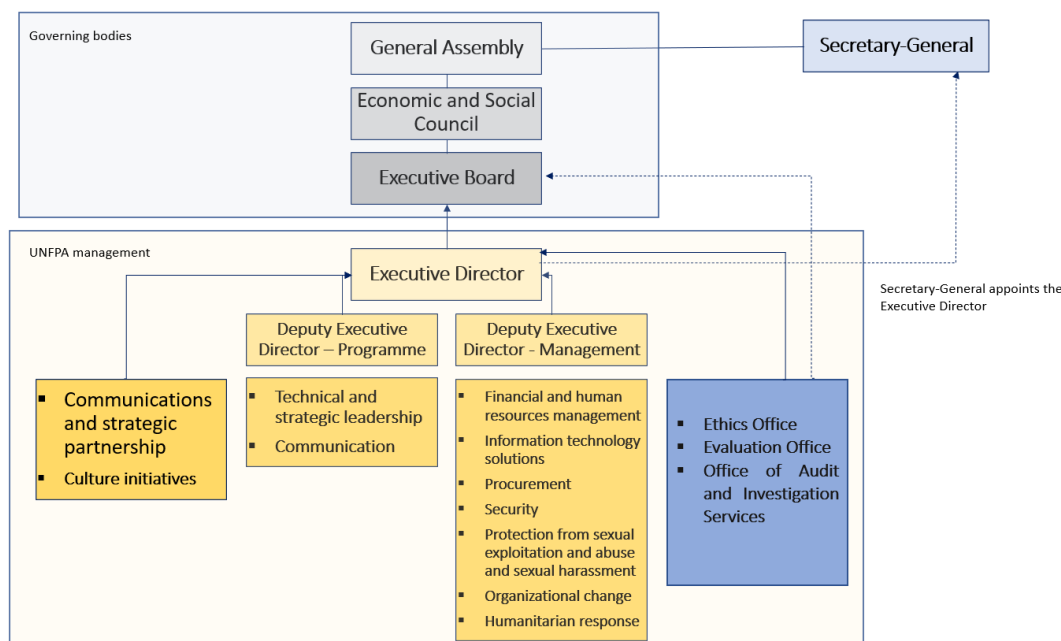 Governing bodies
General Assembly
Secretary-General
Economic and Social
Council
Executive Board
UNFPA management
Executive Director
Secretary-General appoints the
Executive Director
Deputy Executive
Director – Programme
Deputy Executive
Director - Management
▪ Communications
and strategic
partnership
▪ Culture initiatives
▪ Technical and
strategic leadership
▪ Communication
▪ Financial and human
resources management
▪ Information technology
solutions
▪ Procurement
▪ Security
▪ Protection from sexual
exploitation and abuse
and sexual harassment
▪ Organizational change
▪ Humanitarian response
▪ Ethics Office
▪ Evaluation Office
▪ Office of Audit
and Investigation
Services